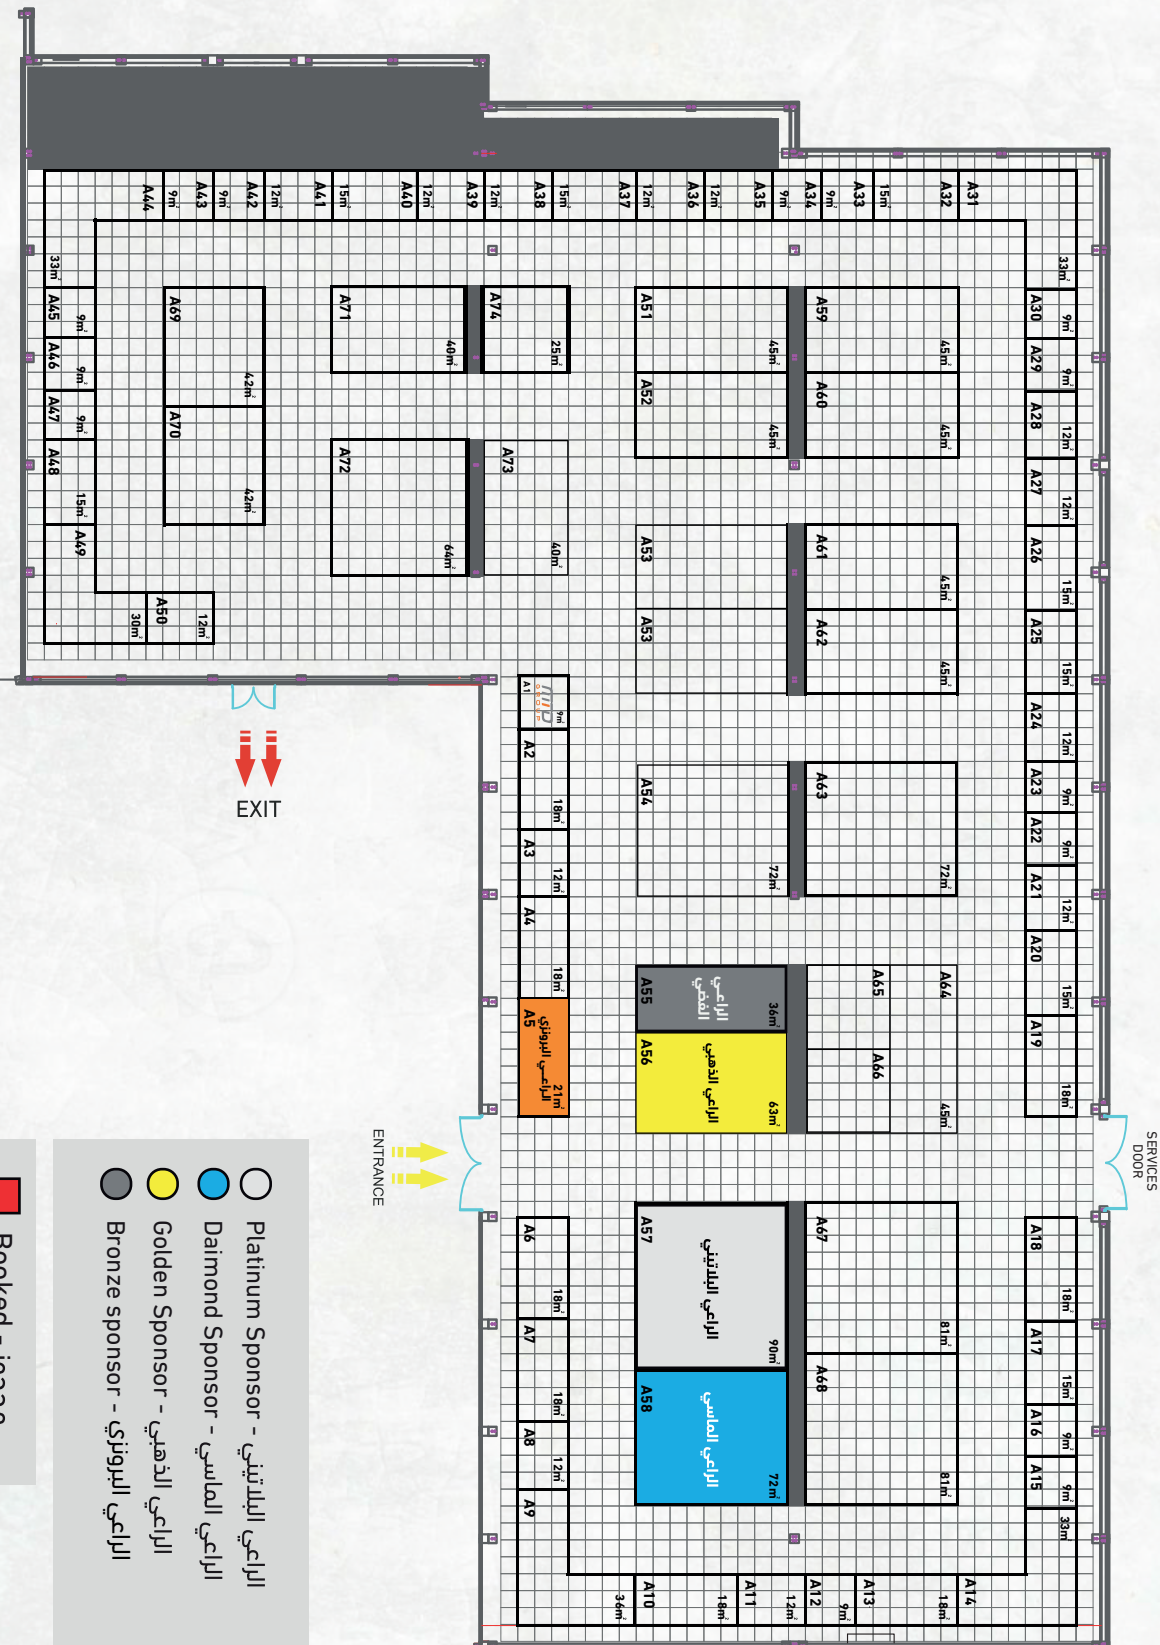 A44
9m²
A43
9m²
A42
12m²
A41
15m²
A40
12m²
A39
12m²
A38
15m²
A37
12m²
A36
12m²
A35
9m²
A34
9m²
A33
15m²
A32
A31
33m²
A45
9m²
A46
9m²
A47
9m²
A48
15m²
A49
30m²
A50
12m²
A69
42m²
A70
42m²
A71
40m²
A74
25m²
A72
64m²
A73
40m²
A51
45m²
A52
45m²
A59
45m²
A60
45m²
A53
A53
A61
45m²
A62
45m²
A54
72m²
A63
72m²
A55
الراعي
الفضي
36m²
A56
الراعي الذهبي
63m²
A65
A64
A66
45m²
A57
الراعي البلاتيني
90m²
A58
الراعي الماسي
72m²
A67
81m²
A68
81m²
33m²
A30
9m²
A29
9m²
A28
12m²
A27
12m²
A26
15m²
A25
15m²
A24
12m²
A23
9m²
A22
9m²
A21
12m²
A20
15m²
A19
18m²
A18
18m²
A17
15m²
A16
9m²
A15
9m²
33m²
A1
GROUP
9m²
A2
18m²
A3
12m²
A4
18m²
A5
الراعي البرونزي
21m²
A6
18m²
A7
18m²
A8
12m²
A9
36m²
A10
18m²
A11
12m²
A12
9m²
A13
18m²
A14
EXIT
ENTRANCE
SERVICES
DOOR
Platinum Sponsor - الراعي البلاتيني
Daimond Sponsor - الراعي الماسي
Golden Sponsor - الراعي الذهبي
Bronze sponsor - الراعي البرونزي
Booked - محجوز